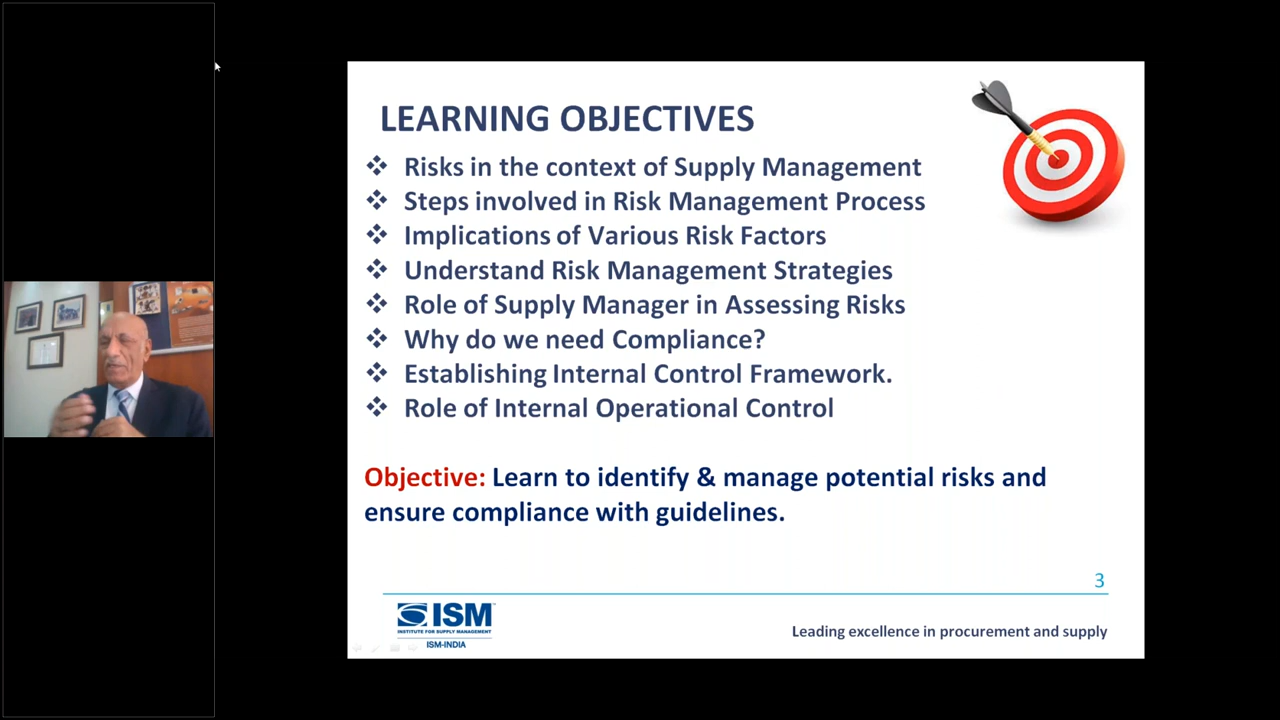 LEARNING OBJECTIVES
❖ Risks in the context of Supply Management
❖ Steps involved in Risk Management Process
❖ Implications of Various Risk Factors
❖ Understand Risk Management Strategies
❖ Role of Supply Manager in Assessing Risks
❖ Why do we need Compliance?
❖ Establishing Internal Control Framework.
❖ Role of Internal Operational Control
Objective: Learn to identify & manage potential risks and
ensure compliance with guidelines.
3
ISM
INSTITUTE FOR SUPPLY MANAGEMENT
ISM-INDIA
Leading excellence in procurement and supply